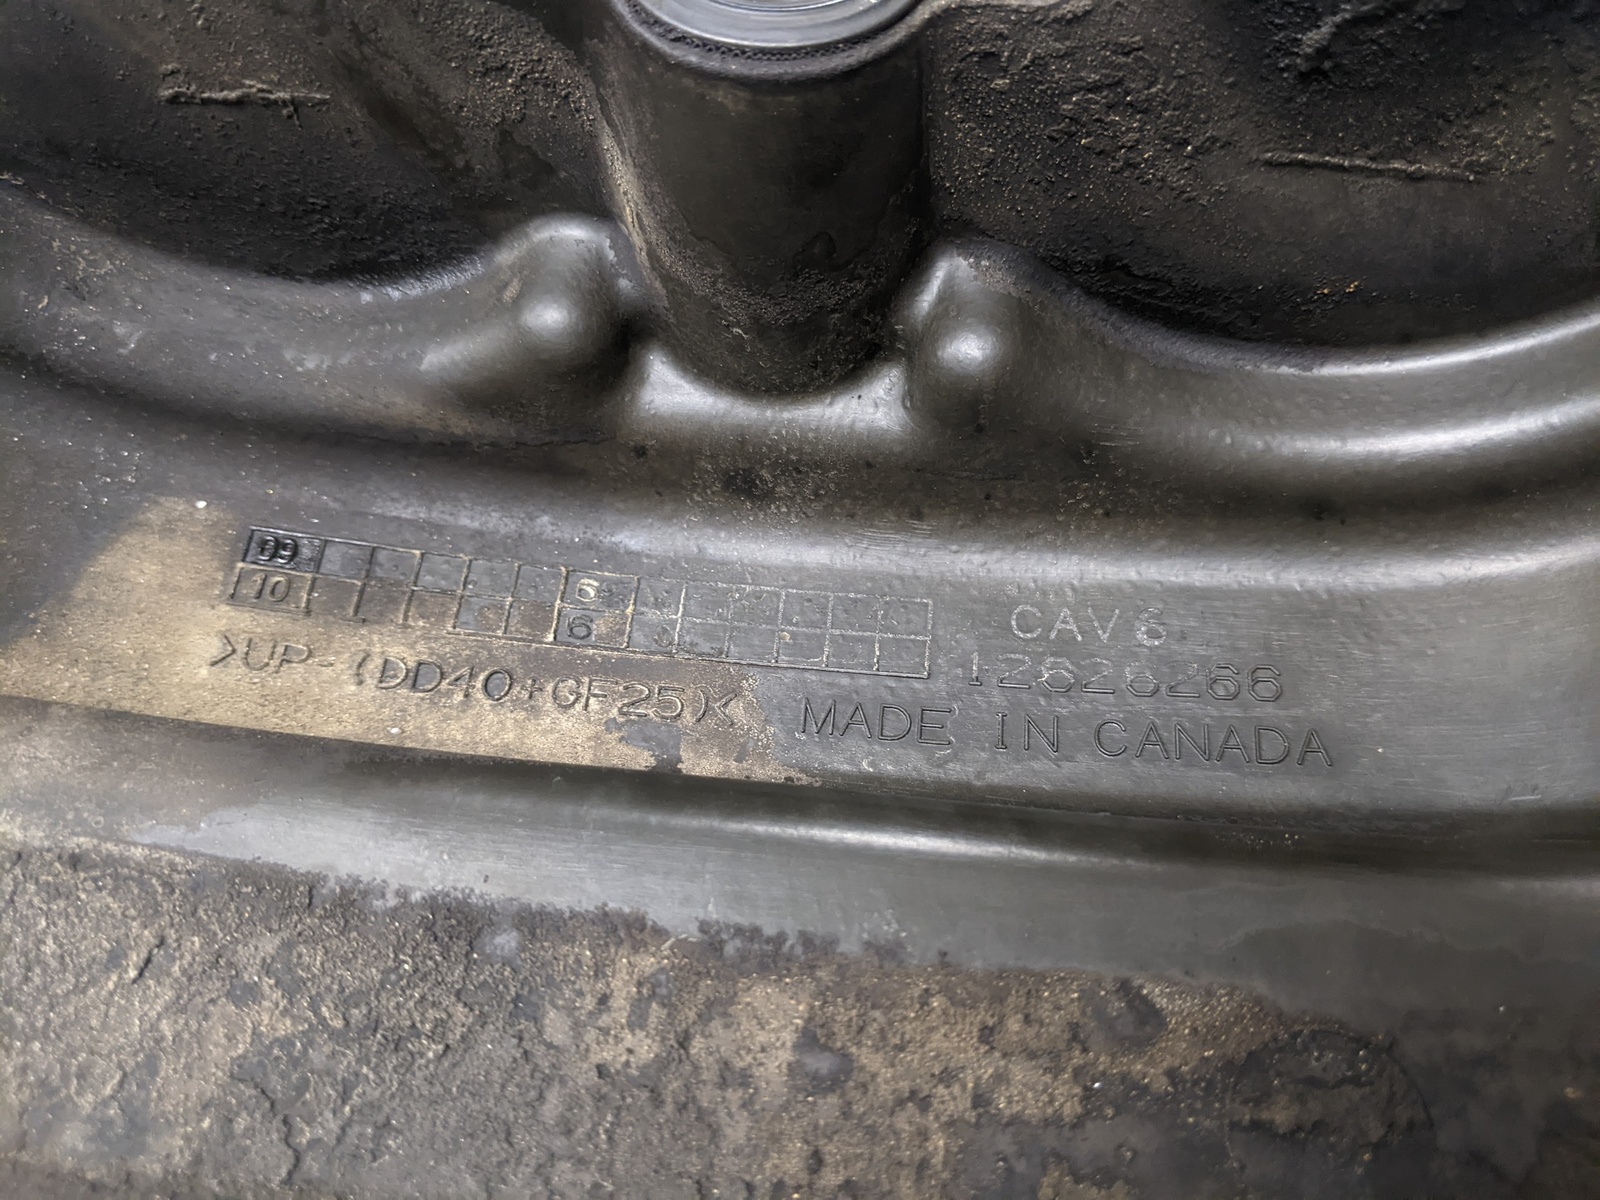 09 6
10 6
CAV6
12626266
>UP-(DD40+GF25)<
MADE IN CANADA